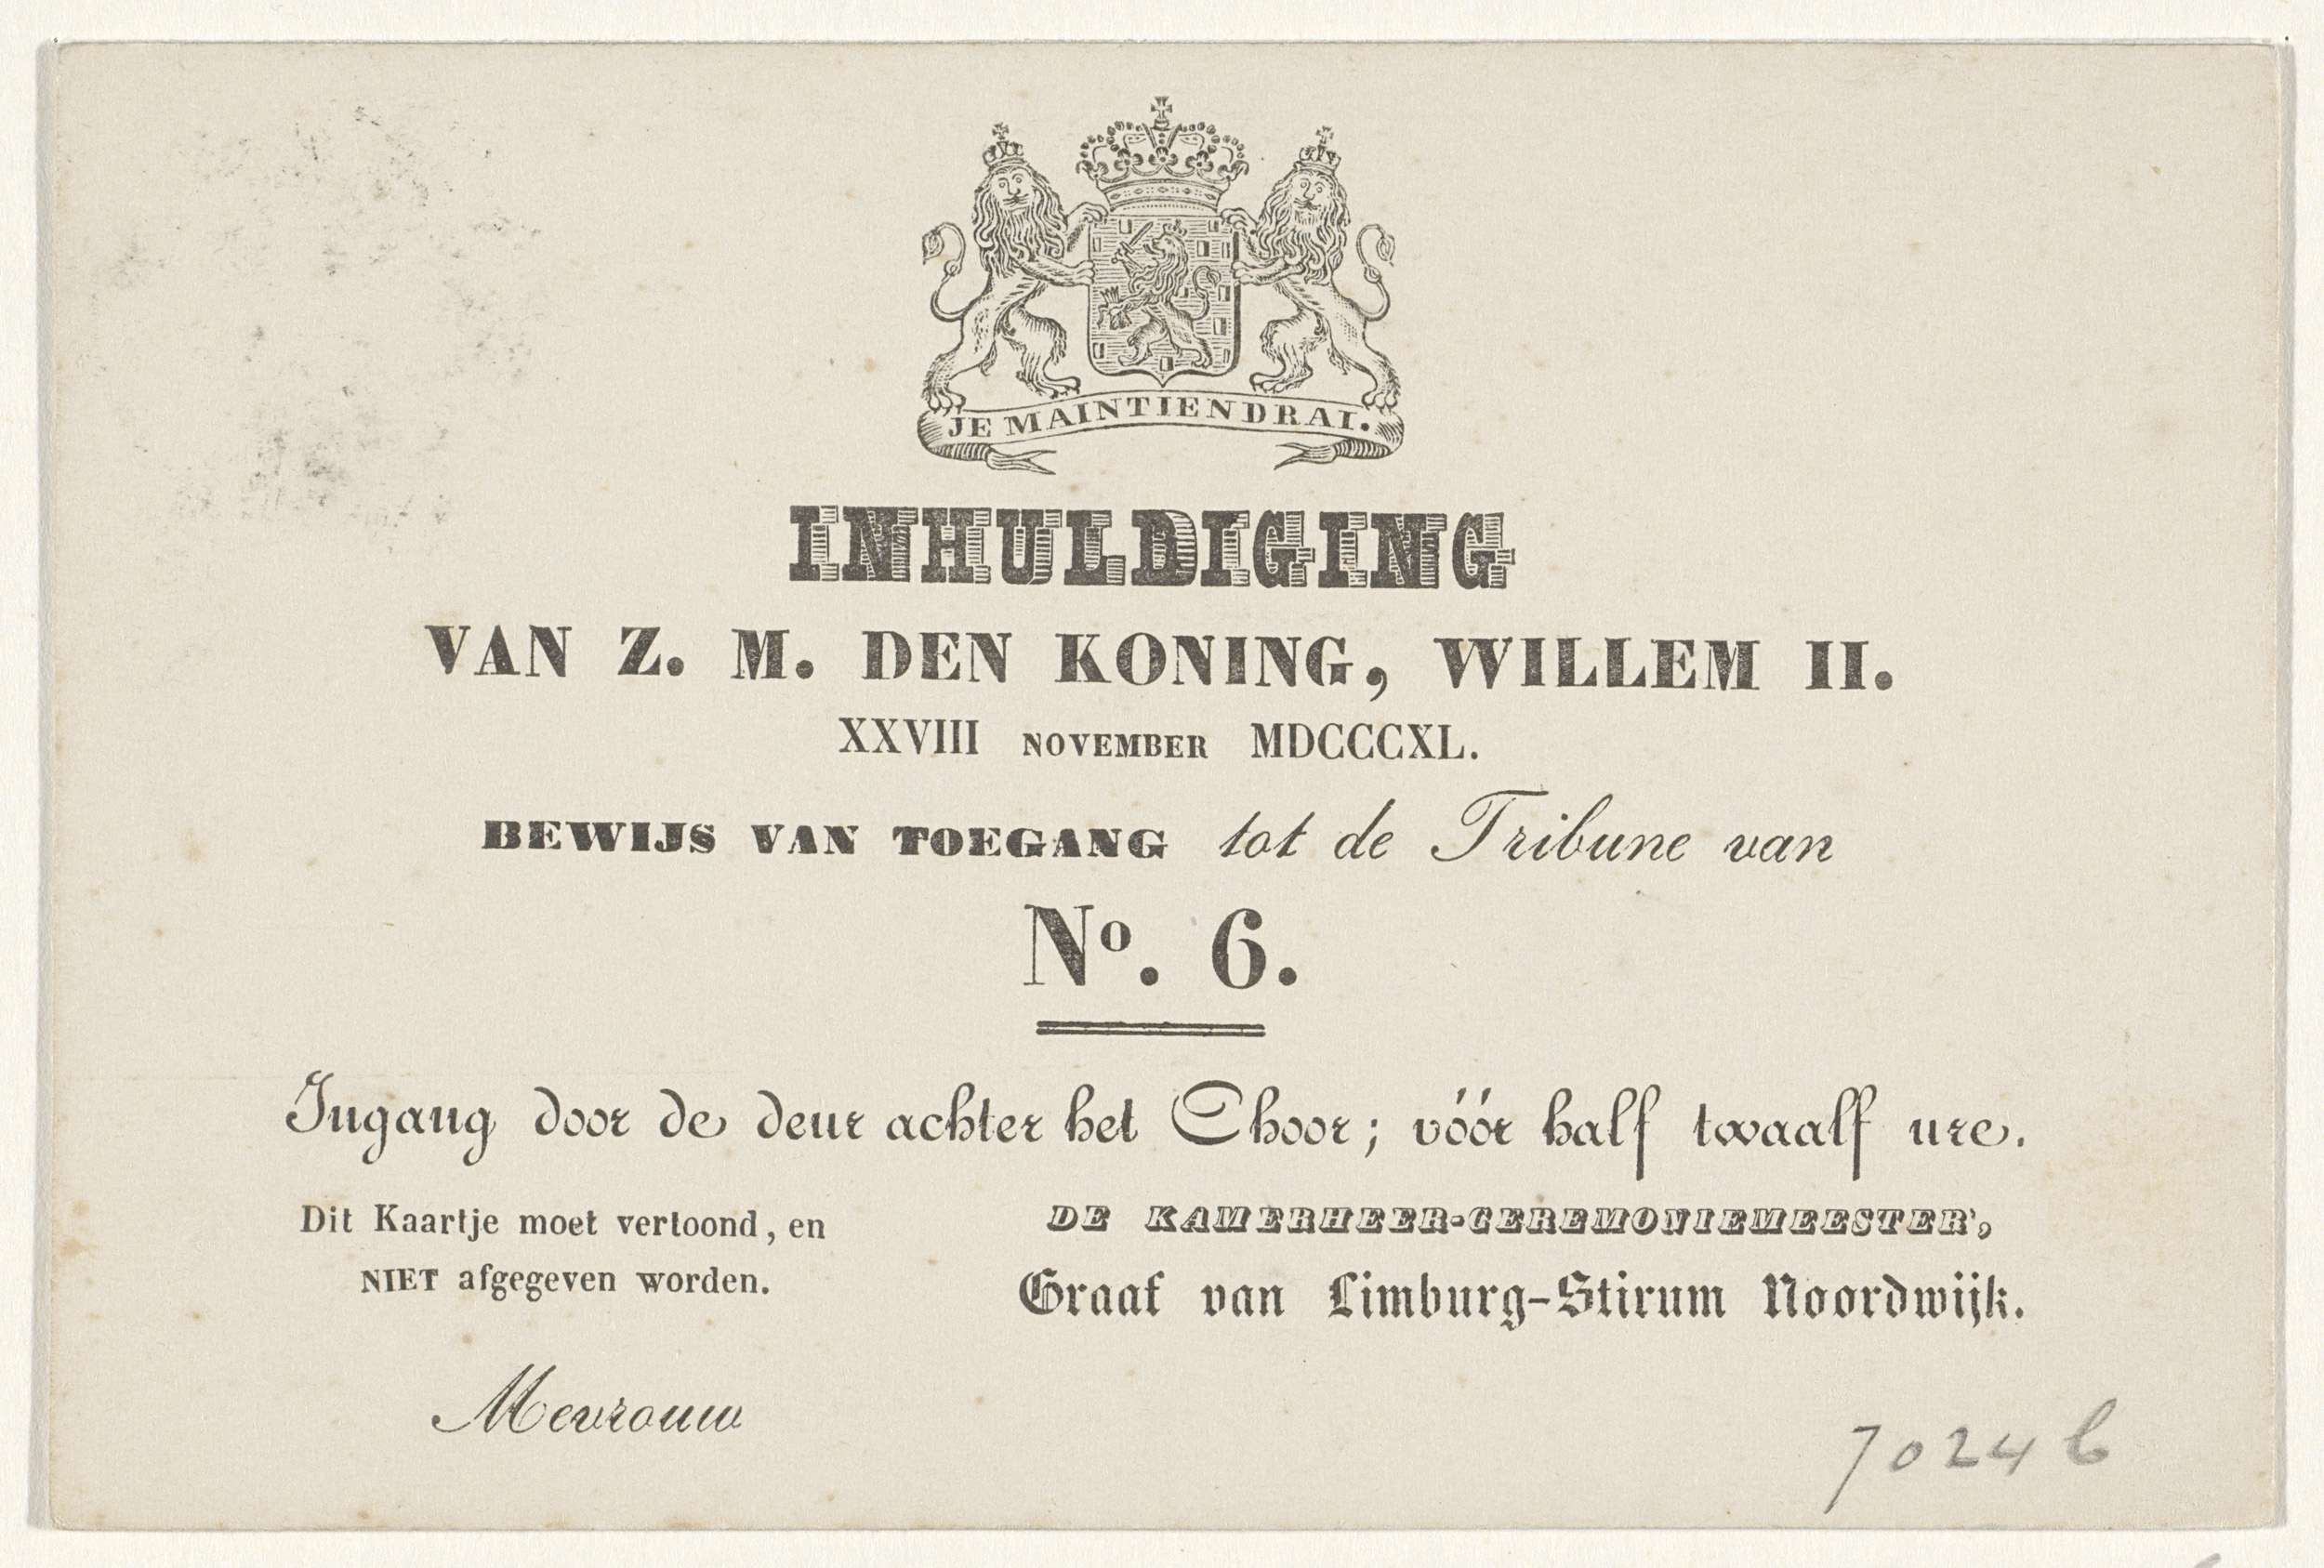 JE MAINTIENDRAI.
INHULDIGING
VAN Z. M. DEN KONING, WILLEM II.
XXVIII NOVEMBER MDCCCXL.
BEWIJS VAN TOEGANG tot de Tribune van
No. 6.
Ingang door de deur achter het Choor; vóór half twaalf ure.
Dit Kaartje moet vertoond, en
NIET afgegeven worden.
DE KAMERHEER-CEREMONIEMEESTER,
Graaf van Limburg-Stirum Noordwijk.
Mevrouw
7024 b